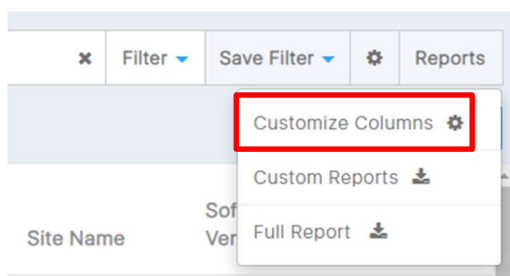 Filter Save Filter Reports
Customize Columns
Custom Reports
Sof
Site Name Ver Full Report